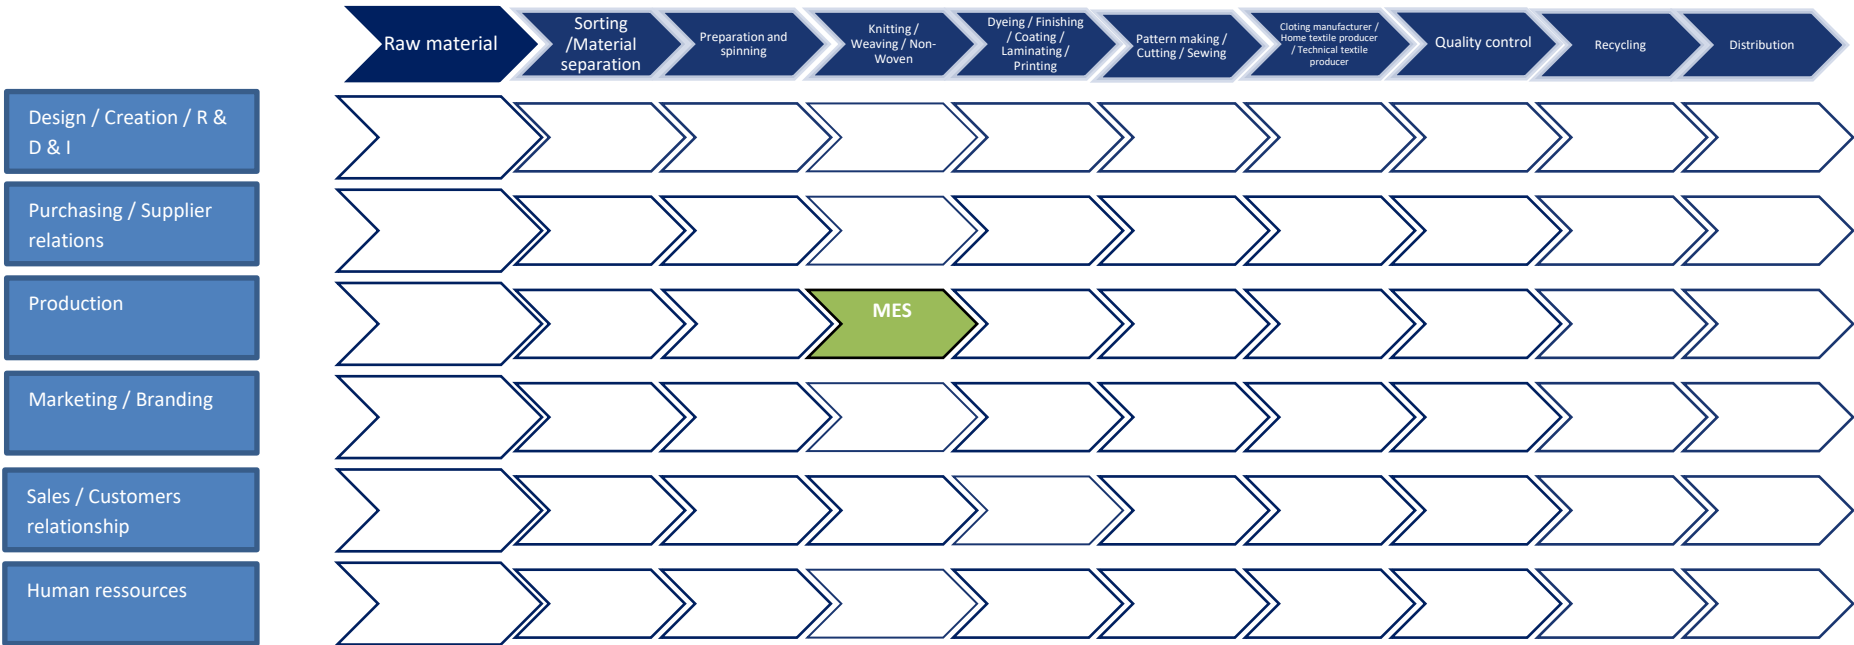 Raw material
Sorting
/Material
separation
Preparation and
spinning
Knitting /
Weaving / Non-
Woven
Dyeing / Finishing
/ Coating /
Laminating /
Printing
Pattern making /
Cutting / Sewing
Cloting manufacturer /
Home textile producer
/ Technical textile
producer
Quality control
Recycling
Distribution
Design / Creation / R &
D & I
Purchasing / Supplier
relations
Production
MES
Marketing / Branding
Sales / Customers
relationship
Human ressources